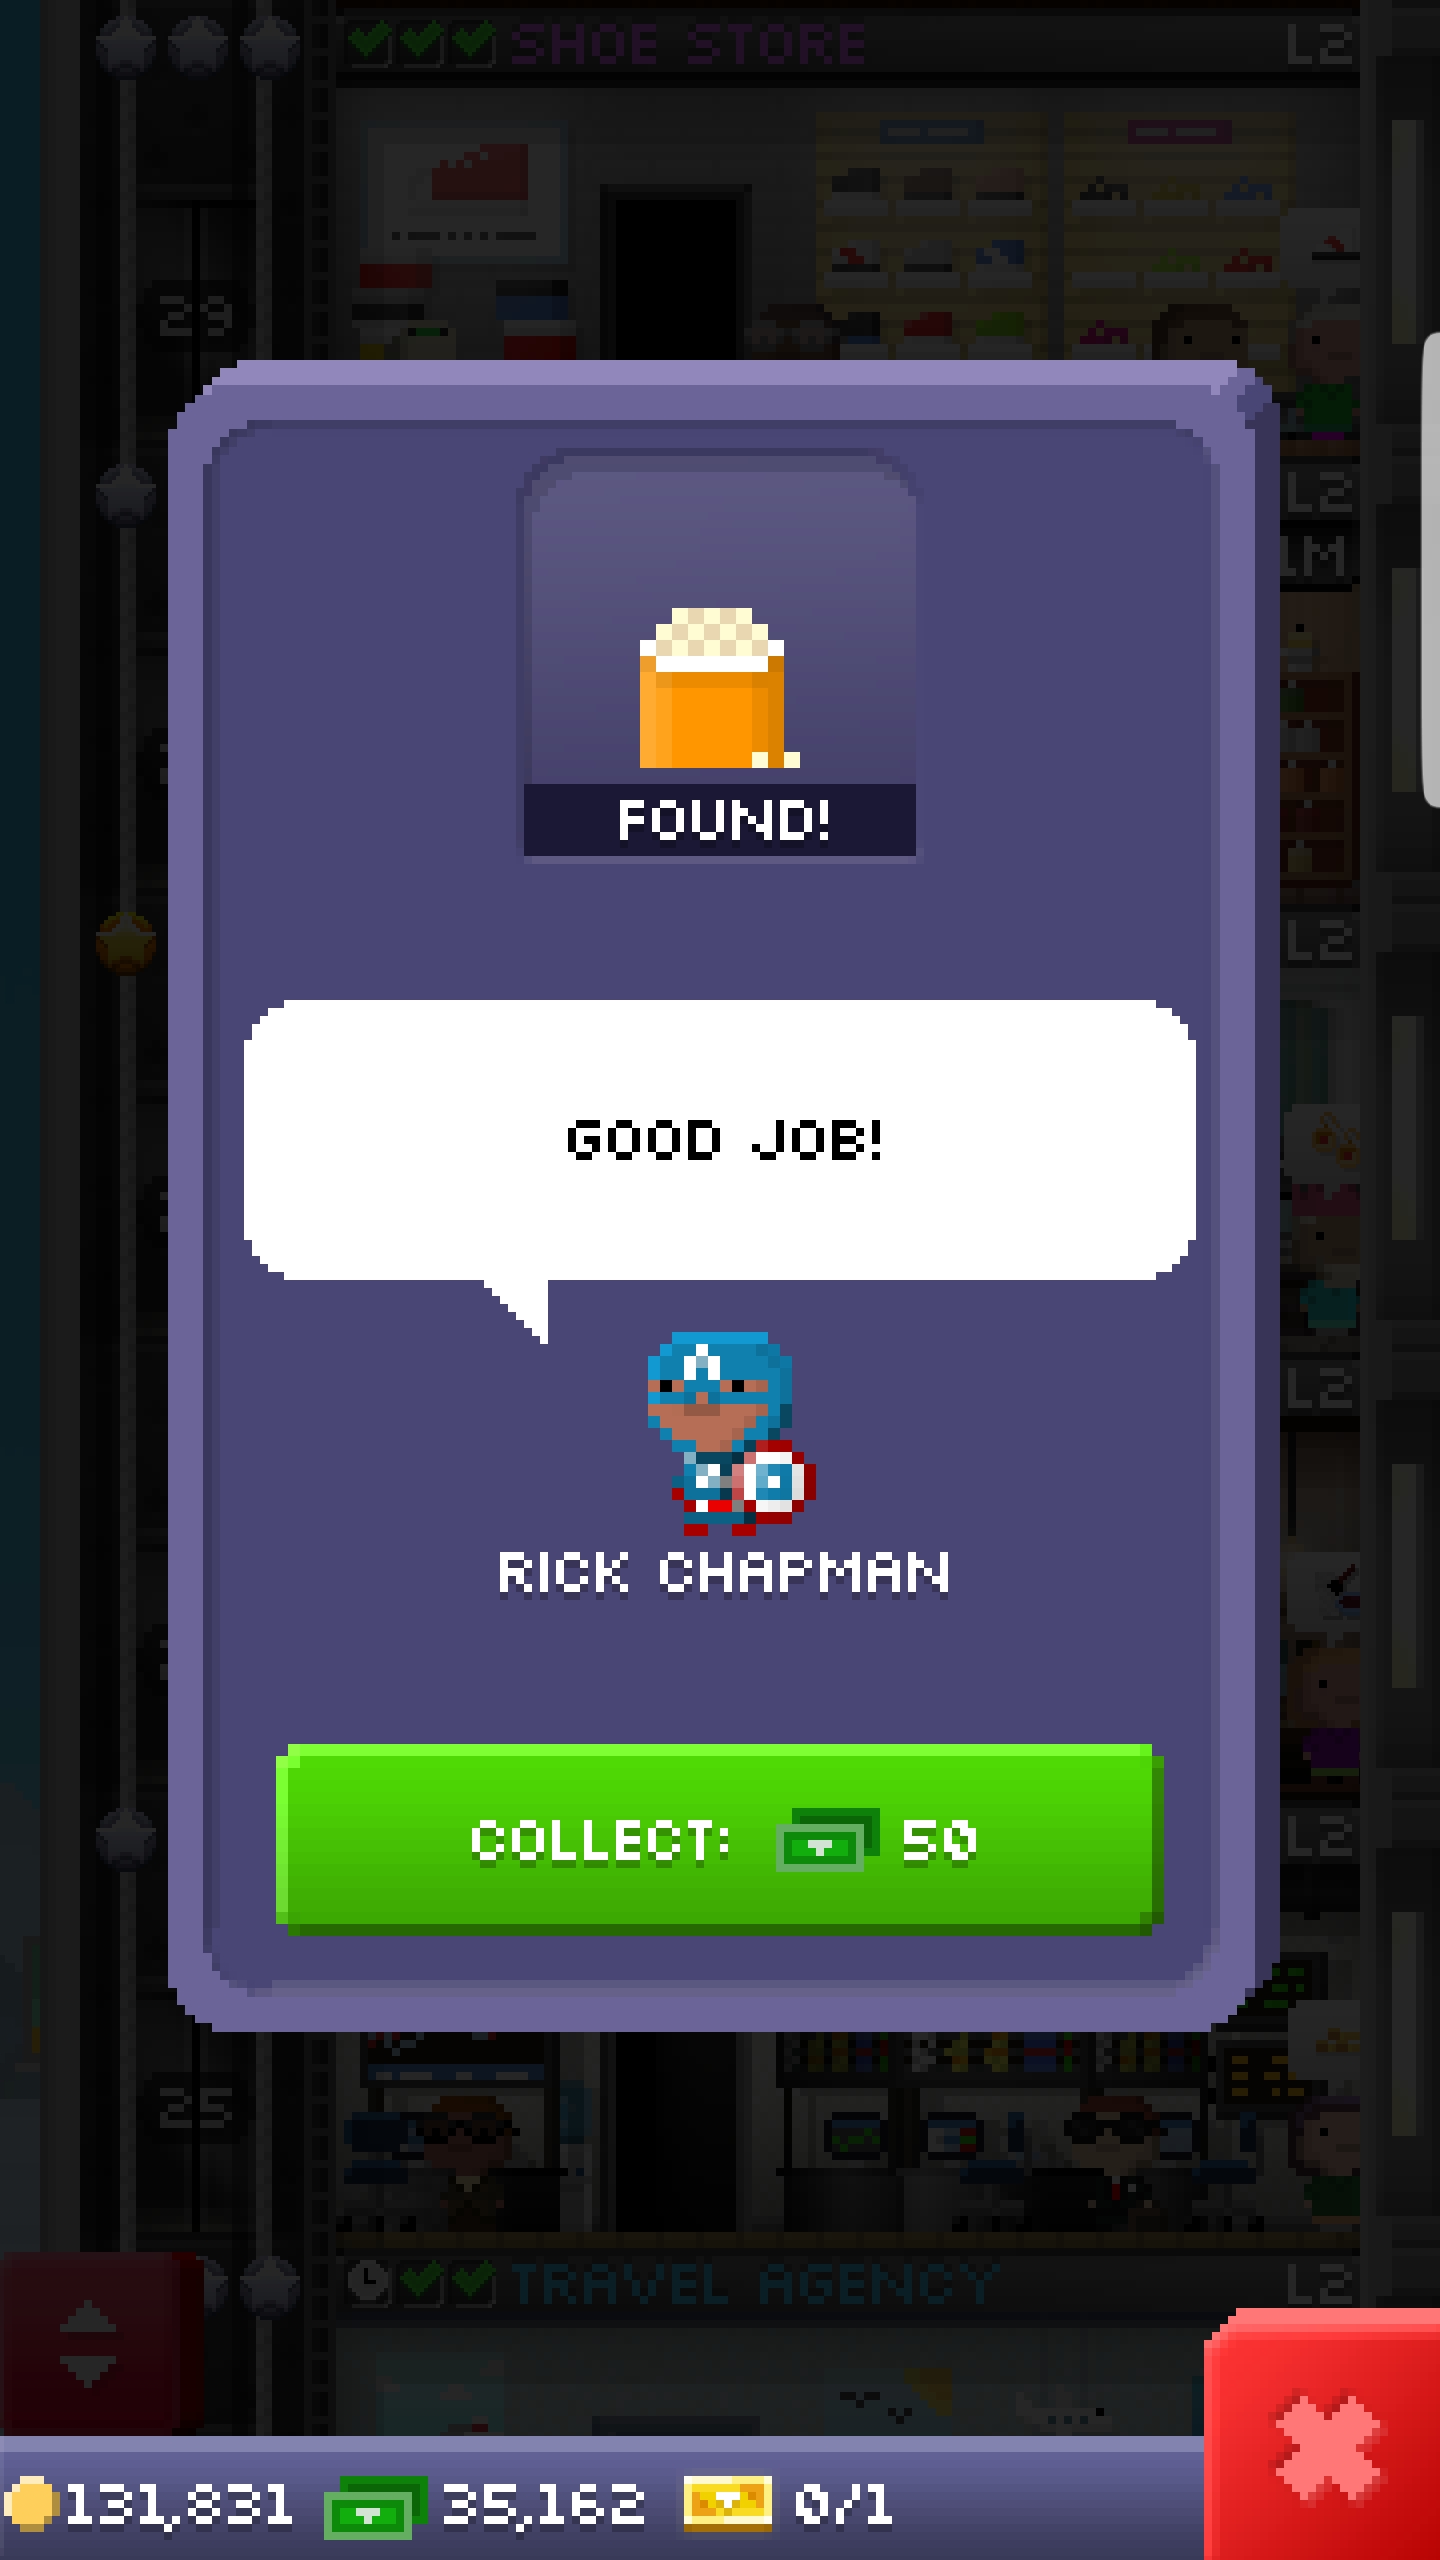 SHOE STORE L2
29
L2
1M
FOUND!
L2
GOOD JOB!
L2
RICK CHAPMAN
COLLECT: 50
L2
25
TRAVEL AGENCY L2
131,831 35,162 0/1